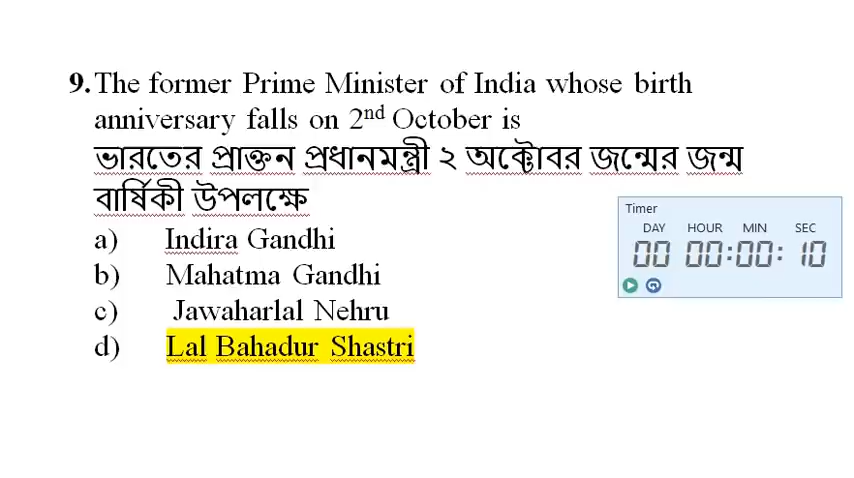 9. The former Prime Minister of India whose birth
anniversary falls on 2nd October is
ভারতের প্রাক্তন প্রধানমন্ত্রী ২ অক্টোবর জন্মের জন্ম
বার্ষিকী উপলক্ষে
a) Indira Gandhi
b) Mahatma Gandhi
c) Jawaharlal Nehru
d) Lal Bahadur Shastri
Timer
DAY HOUR MIN SEC
00 00:00:10